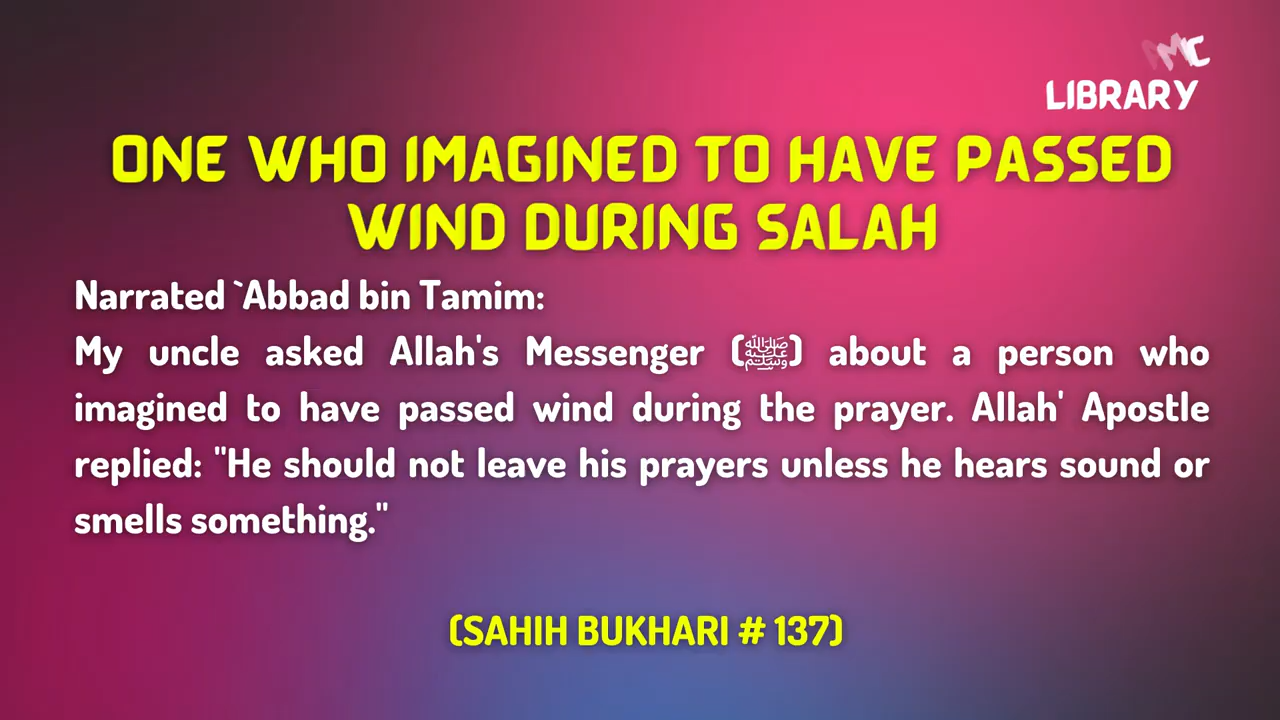 AMC
LIBRARY
ONE WHO IMAGINED TO HAVE PASSED
WIND DURING SALAH
Narrated `Abbad bin Tamim:
My uncle asked Allah's Messenger (ﷺ) about a person who
imagined to have passed wind during the prayer. Allah' Apostle
replied: "He should not leave his prayers unless he hears sound or
smells something."
(SAHIH BUKHARI # 137)